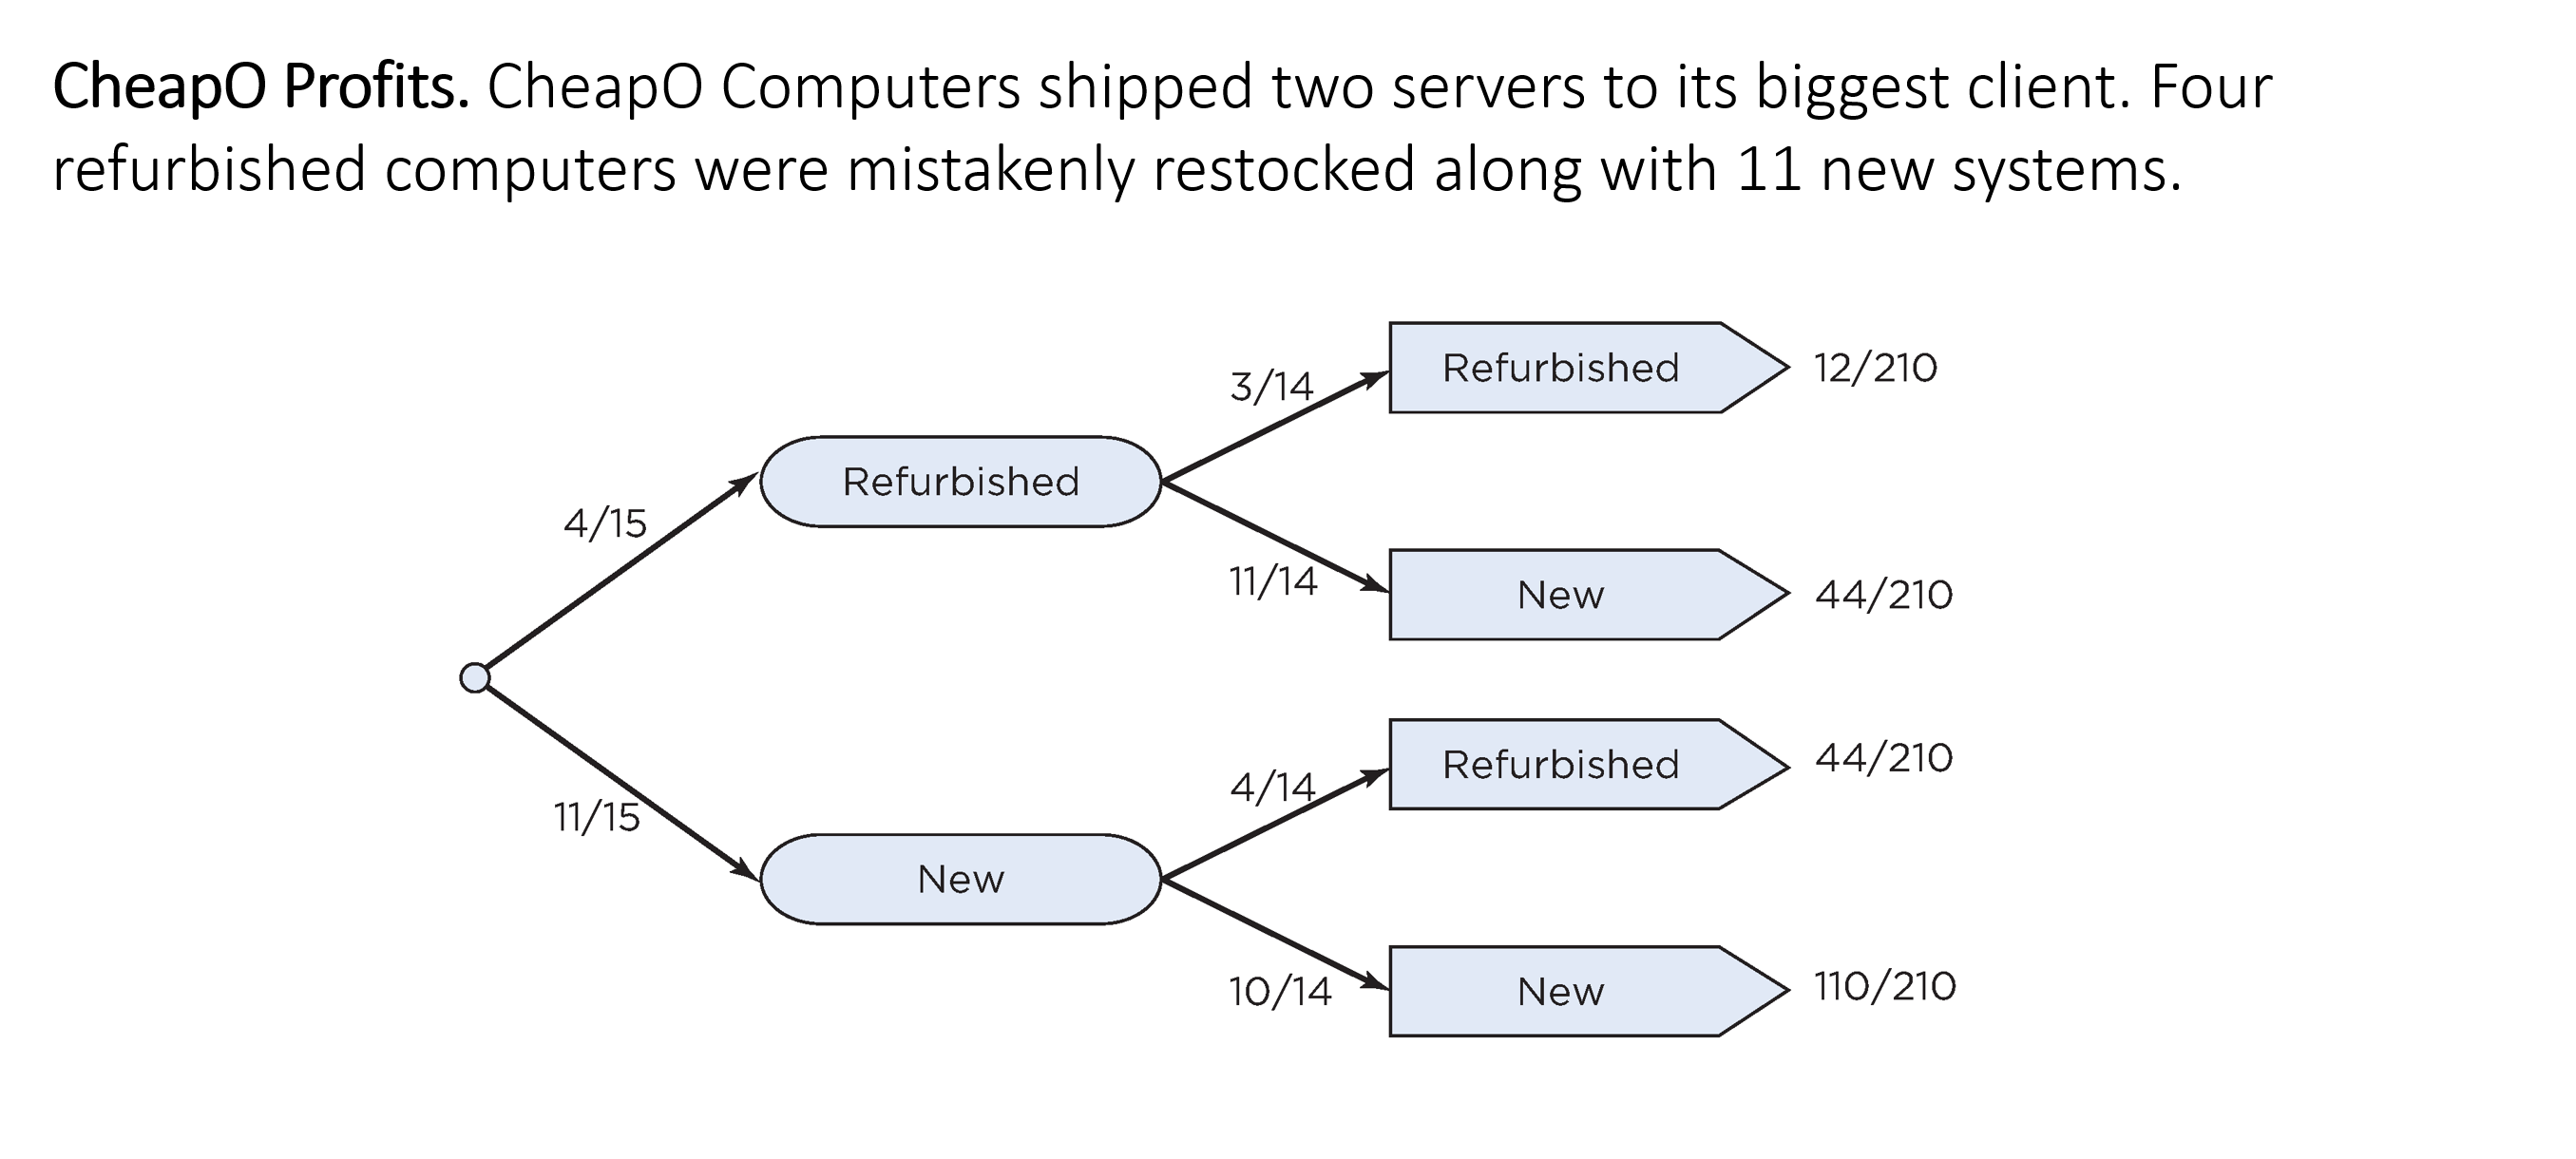 CheapO Profits. CheapO Computers shipped two servers to its biggest client. Four
refurbished computers were mistakenly restocked along with 11 new systems.
3/14
Refurbished
12/210
Refurbished
4/15
11/14
New
44/210
4/14
Refurbished
44/210
11/15
New
10/14
New
110/210